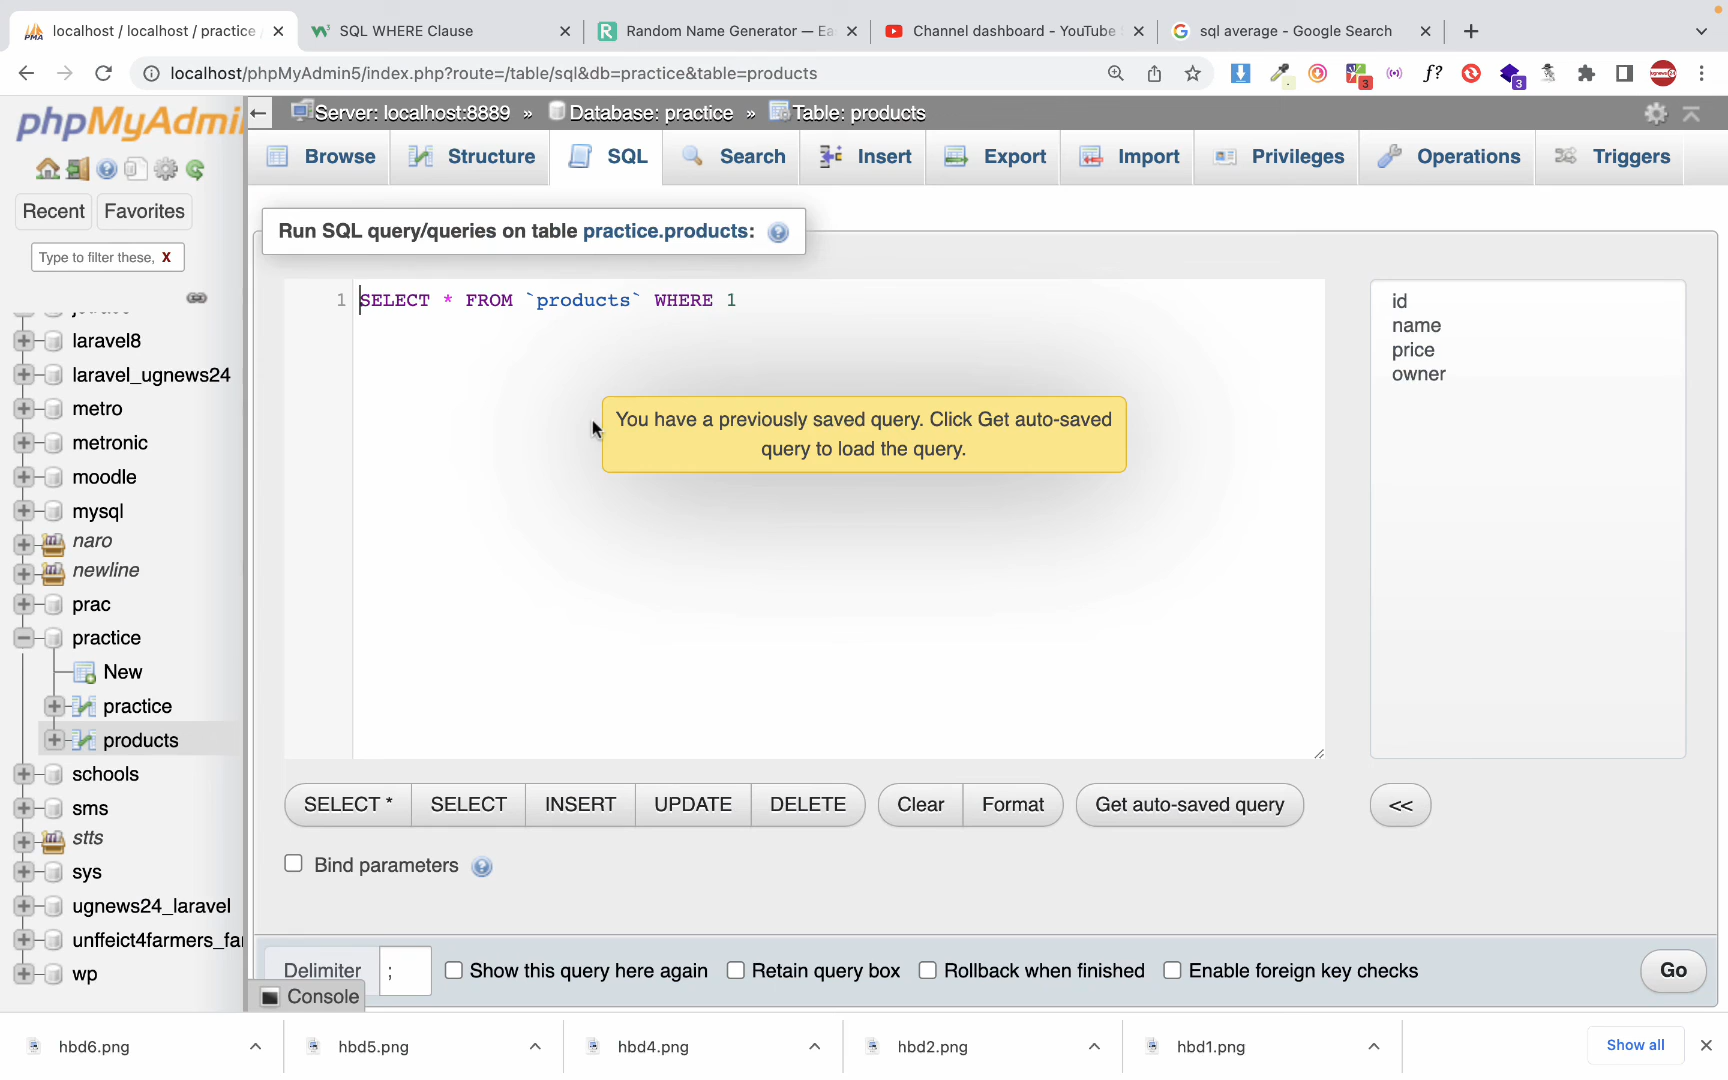 localhost / localhost / practice
SQL WHERE Clause
Random Name Generator — Ea
Channel dashboard - YouTube S
sql average - Google Search
localhost/phpMyAdmin5/index.php?route=/table/sql&db=practice&table=products
f?
3
3
phpMyAdmi
Server: localhost:8889 » Database: practice » Table: products
Browse
Structure
SQL
Search
Insert
Export
Import
Privileges
Operations
Triggers
Recent
Favorites
Type to filter these, X
laravel8
laravel_ugnews24
metro
metronic
moodle
mysql
naro
newline
prac
practice
New
practice
products
schools
sms
stts
sys
ugnews24_laravel
unffeict4farmers_fa
wp
Run SQL query/queries on table practice.products:
1 SELECT * FROM `products` WHERE 1
You have a previously saved query. Click Get auto-saved
query to load the query.
id
name
price
owner
SELECT *
SELECT
INSERT
UPDATE
DELETE
Clear
Format
Get auto-saved query
<<
Bind parameters
Delimiter ;
Show this query here again
Retain query box
Rollback when finished
Enable foreign key checks
Go
Console
hbd6.png
hbd5.png
hbd4.png
hbd2.png
hbd1.png
Show all